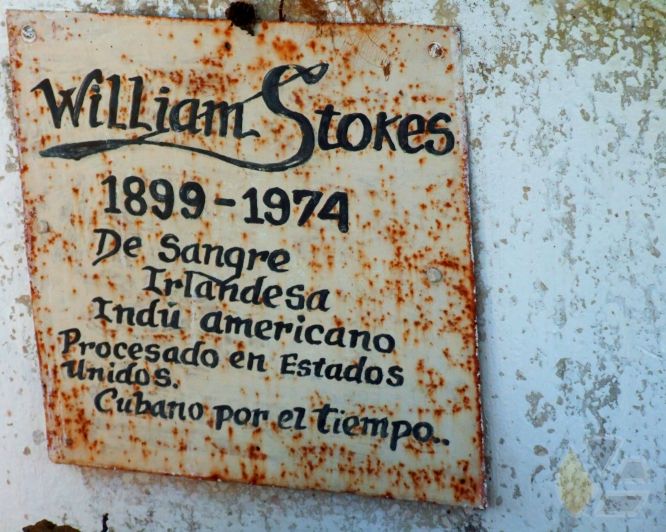 William Stokes
1899-1974
De Sangre
Irlandesa
Indú americano
Procesado en Estados
Unidos.
Cubano por el tiempo..